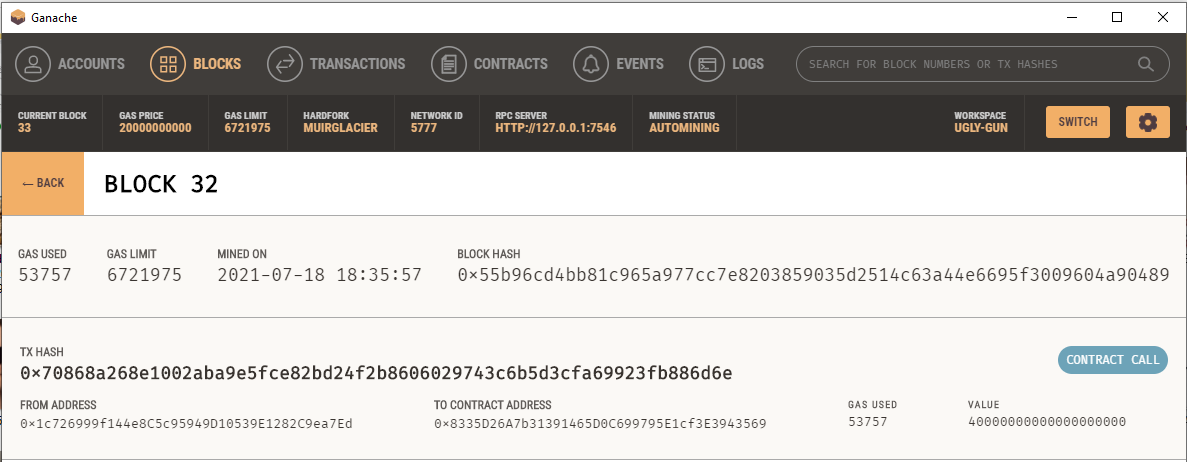 Ganache
ACCOUNTS BLOCKS TRANSACTIONS CONTRACTS EVENTS LOGS SEARCH FOR BLOCK NUMBERS OR TX HASHES
CURRENT BLOCK GAS PRICE GAS LIMIT HARDFORK NETWORK ID RPC SERVER MINING STATUS WORKSPACE
33 20000000000 6721975 MUIRGLACIER 5777 HTTP://127.0.0.1:7546 AUTOMINING UGLY-GUN SWITCH
← BACK BLOCK 32
GAS USED GAS LIMIT MINED ON BLOCK HASH
53757 6721975 2021-07-18 18:35:57 0×55b96cd4bb81c965a977cc7e8203859035d2514c63a44e6695f3009604a90489
TX HASH
0×70868a268e1002aba9e5fce82bd24f2b8606029743c6b5d3cfa69923fb886d6e CONTRACT CALL
FROM ADDRESS TO CONTRACT ADDRESS GAS USED VALUE
0×1c726999f144e8C5c95949D10539E1282C9ea7Ed 0×8335D26A7b31391465D0C699795E1cf3E3943569 53757 40000000000000000000